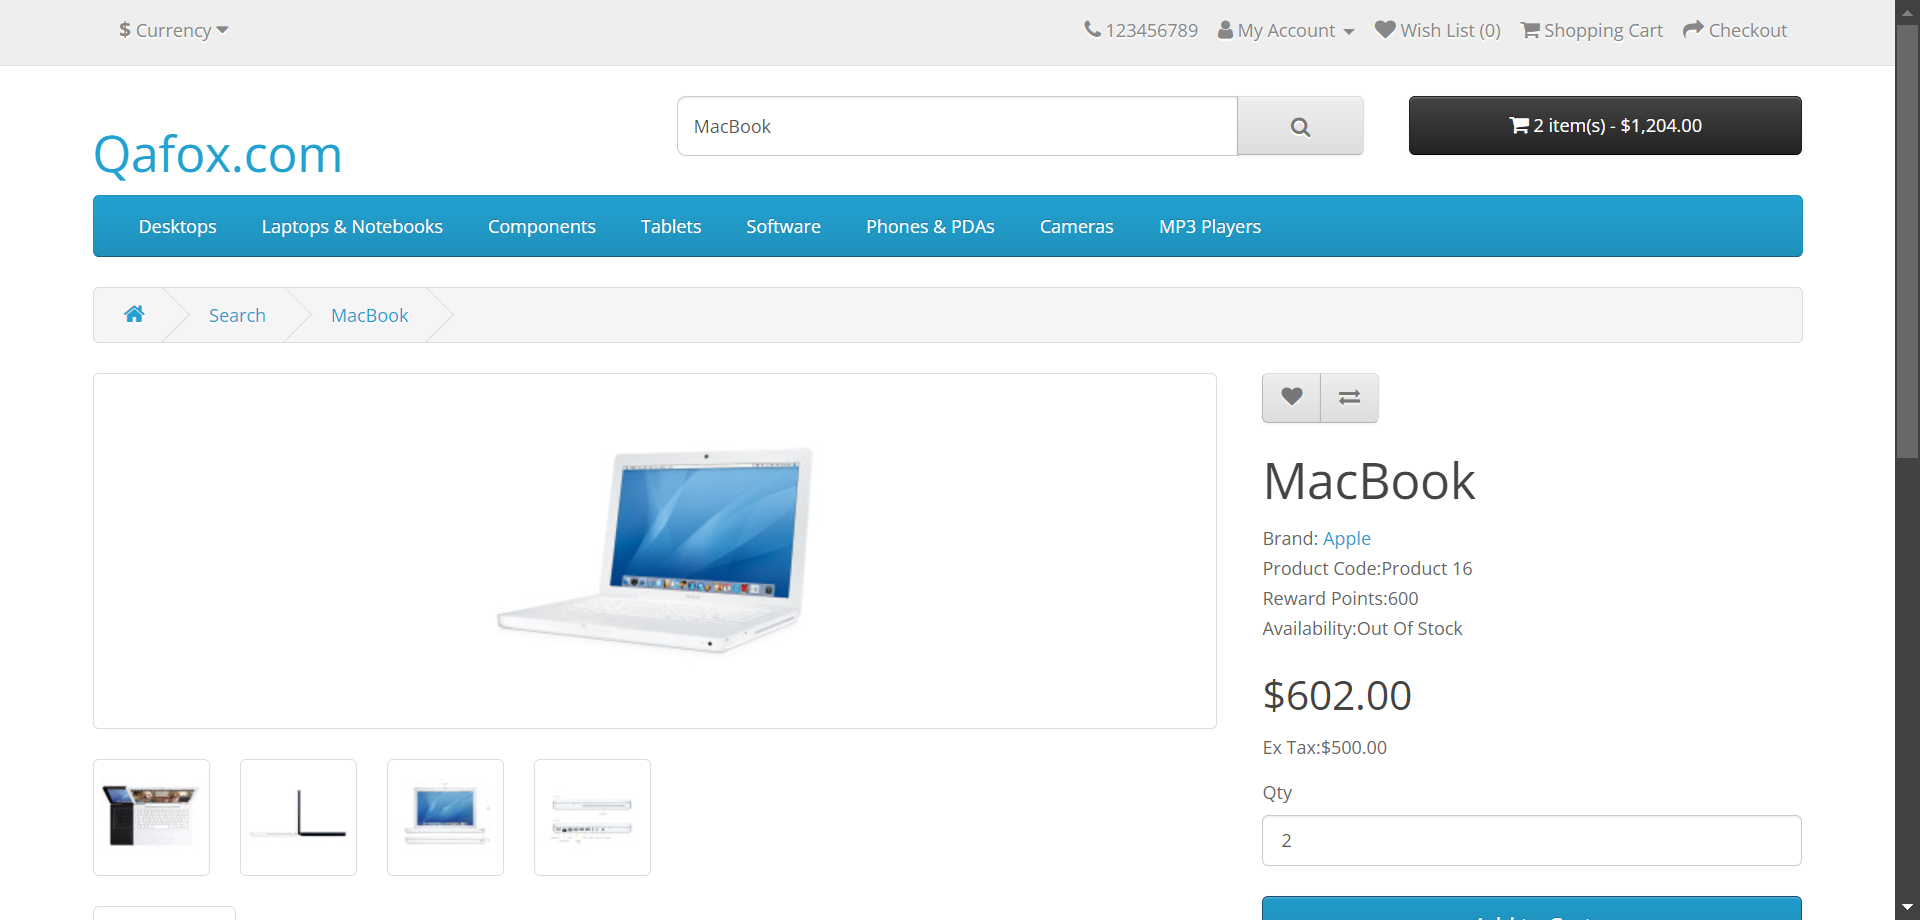 $ Currency
123456789 My Account Wish List (0) Shopping Cart Checkout
MacBook
2 item(s) - $1,204.00
Qafox.com
Desktops Laptops & Notebooks Components Tablets Software Phones & PDAs Cameras MP3 Players
Search MacBook
MacBook
Brand: Apple
Product Code:Product 16
Reward Points:600
Availability:Out Of Stock
$602.00
Ex Tax:$500.00
Qty
2